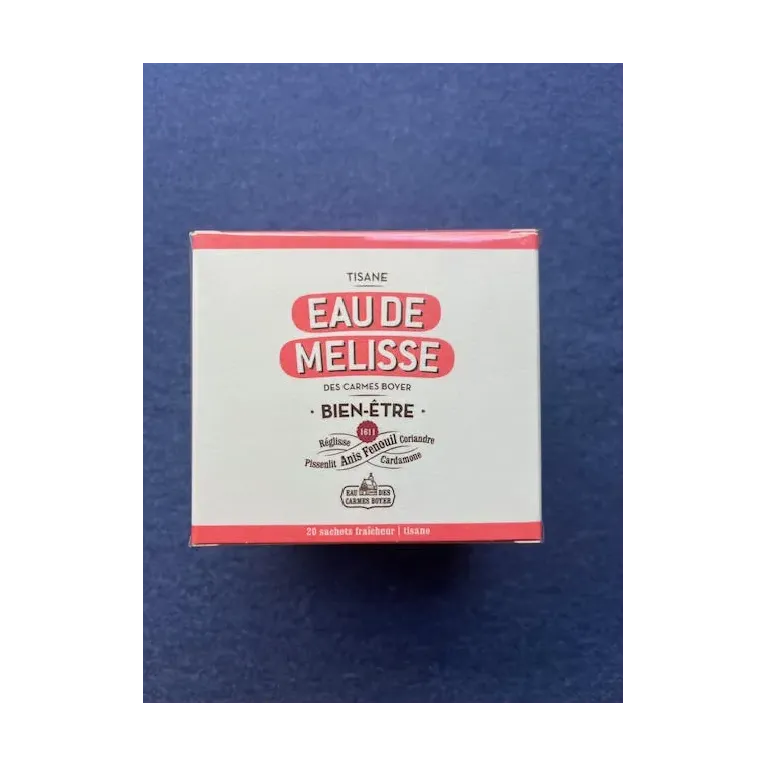 TISANE
EAU DE
MELISSE
DES CARMES BOYER
· BIEN-ÊTRE ·
1611
Réglisse Anis Fenouil Coriandre
Pissenlit Cardamone
EAU DES
CARMES BOYER
20 sachets fraîcheur | tisane